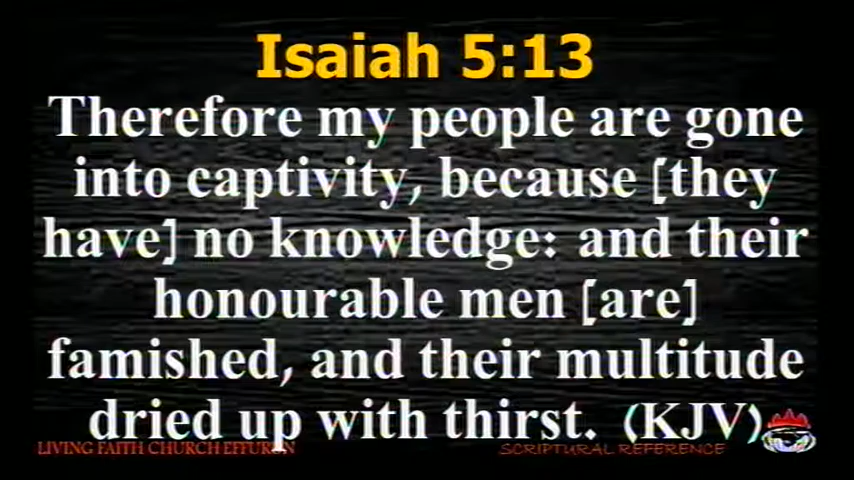 Isaiah 5:13
Therefore my people are gone
into captivity, because [they
have] no knowledge: and their
honourable men [are]
famished, and their multitude
dried up with thirst. (KJV)
LIVING FAITH CHURCH EFFURUN
SCRIPTURAL REFERENCE